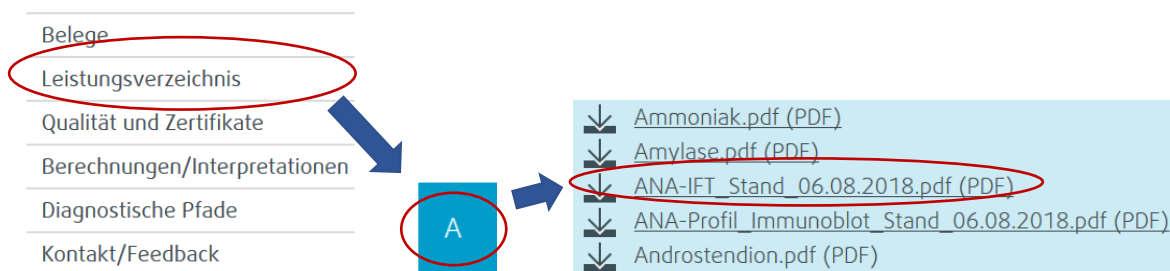 Belege
Leistungsverzeichnis
Qualität und Zertifikate
Berechnungen/Interpretationen
Diagnostische Pfade
Kontakt/Feedback
A
Ammoniak.pdf (PDF)
Amylase.pdf (PDF)
ANA-IFT_Stand_06.08.2018.pdf (PDF)
ANA-Profil_Immunoblot_Stand_06.08.2018.pdf (PDF)
Androstendion.pdf (PDF)